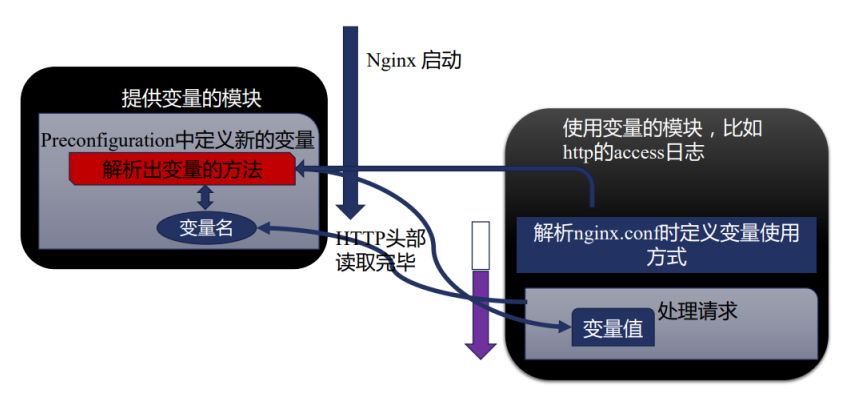 Nginx 启动
提供变量的模块
Preconfiguration中定义新的变量
解析出变量的方法
变量名
HTTP头部
读取完毕
使用变量的模块，比如
http的access日志
解析nginx.conf时定义变量使用
方式
处理请求
变量值